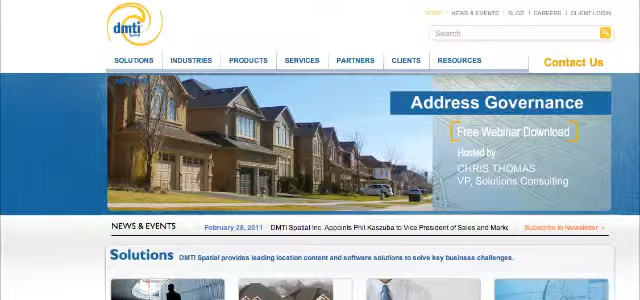 HOME NEWS & EVENTS BLOG CAREERS CLIENT LOGIN
dmti
Search
SOLUTIONS INDUSTRIES PRODUCTS SERVICES PARTNERS CLIENTS RESOURCES
Contact Us
Address Governance
Free Webinar Download
Hosted by
CHRIS THOMAS
VP, Solutions Consulting
NEWS & EVENTS February 28, 2011 DMTI Spatial Inc. Appoints Phil Kaszuba to Vice President of Sales and Marke Subscribe to Newsletter »
Solutions DMTI Spatial provides leading location content and software solutions to solve key business challenges.